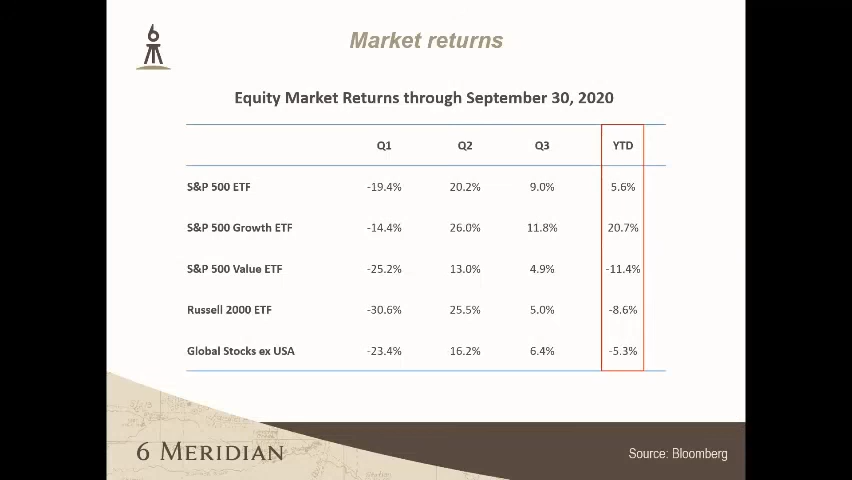 Market returns
Equity Market Returns through September 30, 2020
Q1 Q2 Q3 YTD
S&P 500 ETF -19.4% 20.2% 9.0% 5.6%
S&P 500 Growth ETF -14.4% 26.0% 11.8% 20.7%
S&P 500 Value ETF -25.2% 13.0% 4.9% -11.4%
Russell 2000 ETF -30.6% 25.5% 5.0% -8.6%
Global Stocks ex USA -23.4% 16.2% 6.4% -5.3%
6 MERIDIAN
Source: Bloomberg